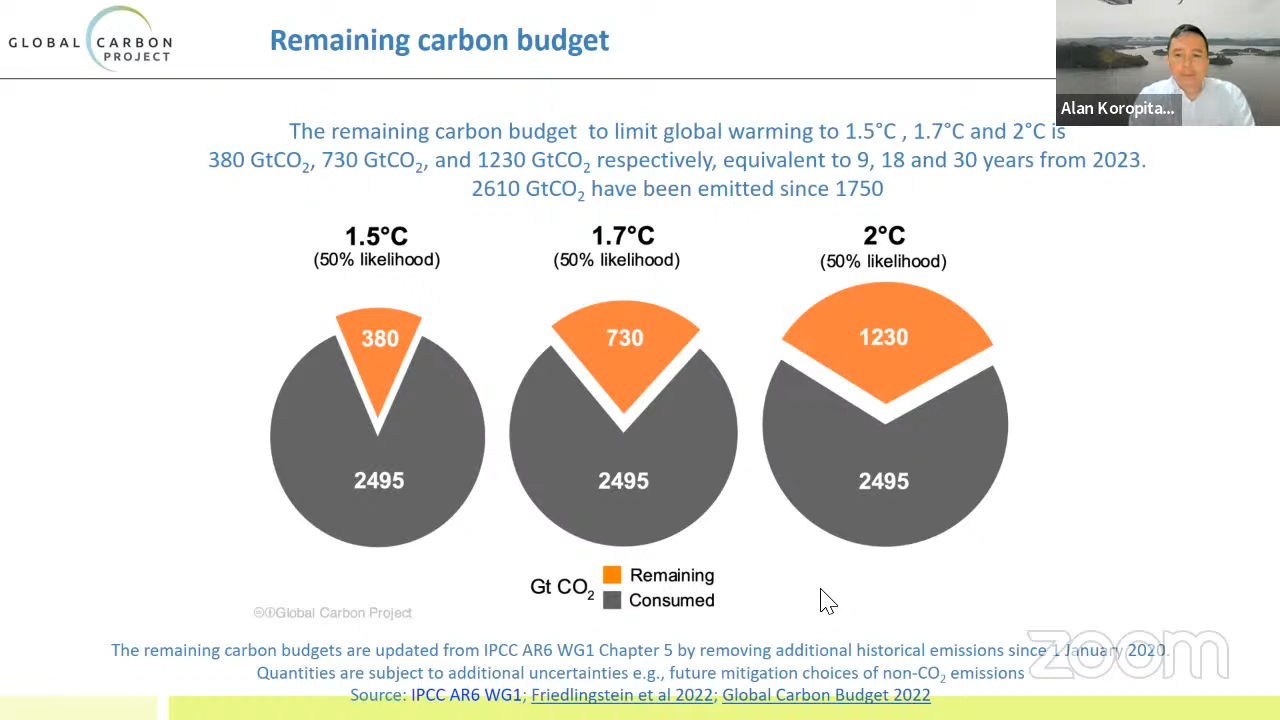 GLOBAL CARBON
PROJECT
Remaining carbon budget
Alan Koropita...
The remaining carbon budget to limit global warming to 1.5°C , 1.7°C and 2°C is
380 GtCO₂, 730 GtCO₂, and 1230 GtCO₂ respectively, equivalent to 9, 18 and 30 years from 2023.
2610 GtCO₂ have been emitted since 1750
1.5°C
(50% likelihood)
1.7°C
(50% likelihood)
2°C
(50% likelihood)
380
730
1230
2495
2495
2495
Gt CO₂
Remaining
Consumed
Global Carbon Project
zoom
The remaining carbon budgets are updated from IPCC AR6 WG1 Chapter 5 by removing additional historical emissions since 1 January 2020.
Quantities are subject to additional uncertainties e.g., future mitigation choices of non-CO₂ emissions
Source: IPCC AR6 WG1; Friedlingstein et al 2022; Global Carbon Budget 2022